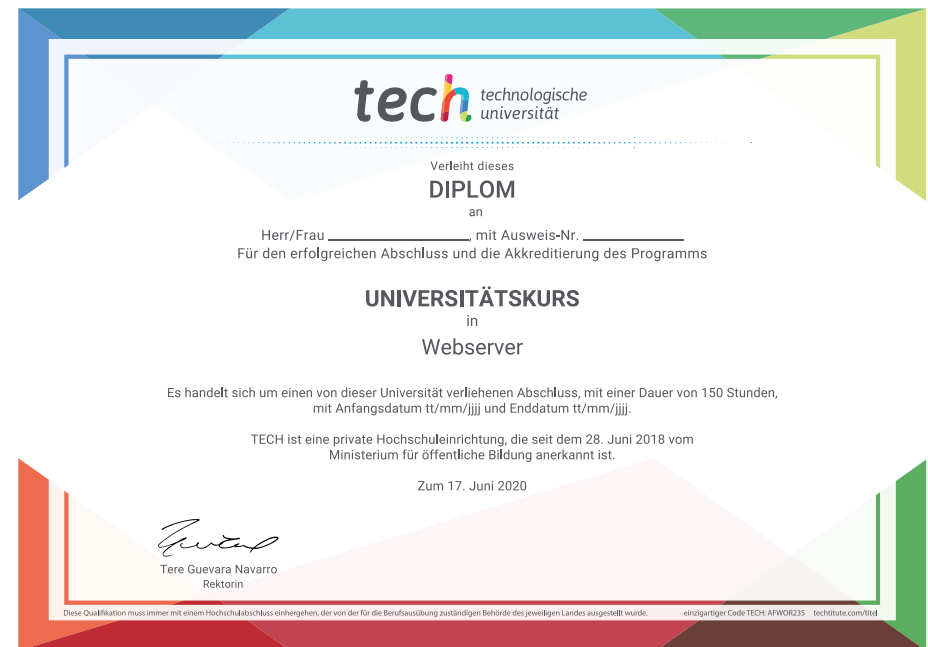 tech technologische
universität
Verleiht dieses
DIPLOM
an
Herr/Frau ____________________, mit Ausweis-Nr. ______________
Für den erfolgreichen Abschluss und die Akkreditierung des Programms
UNIVERSITÄTSKURS
in
Webserver
Es handelt sich um einen von dieser Universität verliehenen Abschluss, mit einer Dauer von 150 Stunden,
mit Anfangsdatum tt/mm/jjjj und Enddatum tt/mm/jjjj.
TECH ist eine private Hochschuleinrichtung, die seit dem 28. Juni 2018 vom
Ministerium für öffentliche Bildung anerkannt ist.
Zum 17. Juni 2020
Tere Guevara Navarro
Rektorin
Diese Qualifikation muss immer mit einem Hochschulabschluss einhergehen, der von der für die Berufsausübung zuständigen Behörde des jeweiligen Landes ausgestellt wurde. einzigartiger Code TECH: AFWOR23S techtitute.com/titel